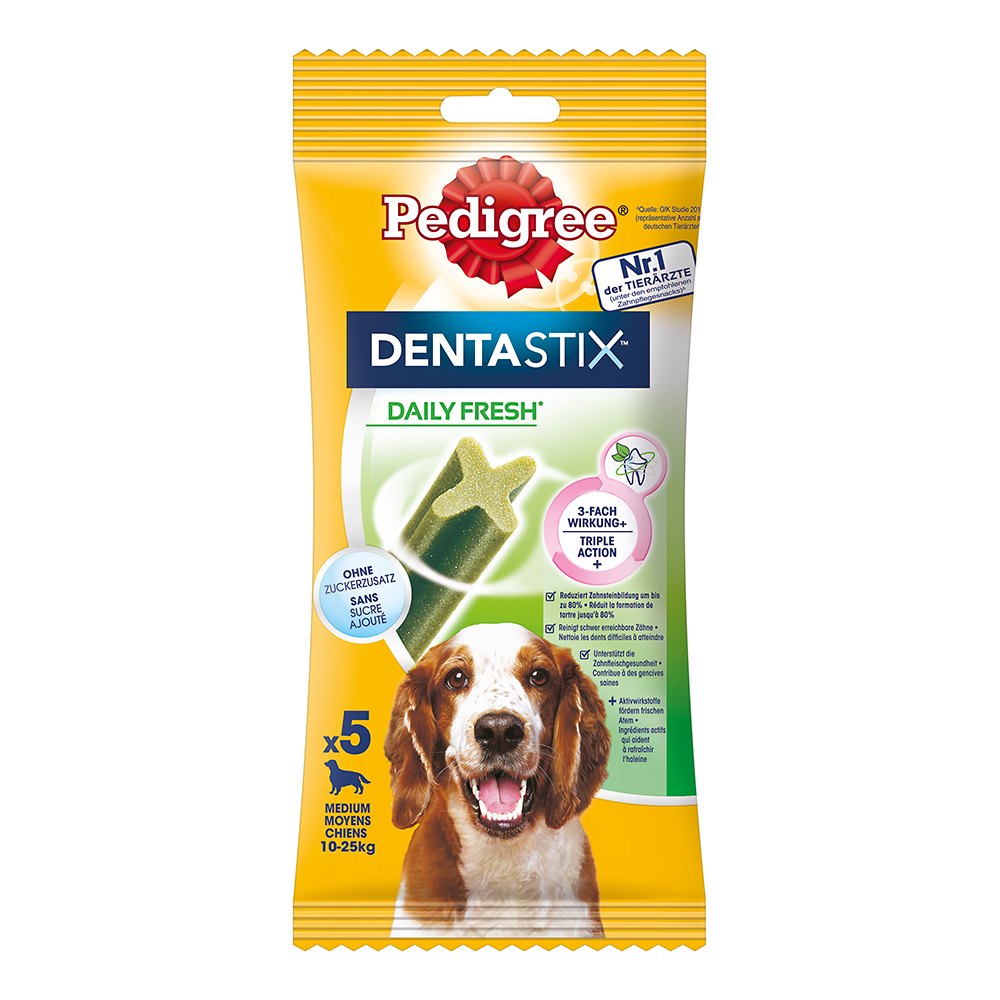 Pedigree®
*Quelle: GfK Studie 201
(repräsentative Anzahl a
deutschen Tierärzten
Nr.1
der TIERÄRZTE
(unter den empfohlenen
Zahnpflegesnacks)*
DENTASTIX™
DAILY FRESH*
3-FACH
WIRKUNG+
TRIPLE
ACTION
+
OHNE
ZUCKERZUSATZ
SANS
SUCRE
AJOUTÉ
Reduziert Zahnsteinbildung um bis
zu 80% • Réduit la formation de
tartre jusqu'à 80%
Reinigt schwer erreichbare Zähne •
Nettoie les dents difficiles à atteindre
Unterstützt die
Zahnfleischgesundheit •
Contribue à des gencives
saines
+ Aktivwirkstoffe
fördern frischen
Atem •
Ingrédients actifs
qui aident
à rafraîchir
l'haleine
x5
MEDIUM
MOYENS
CHIENS
10-25kg